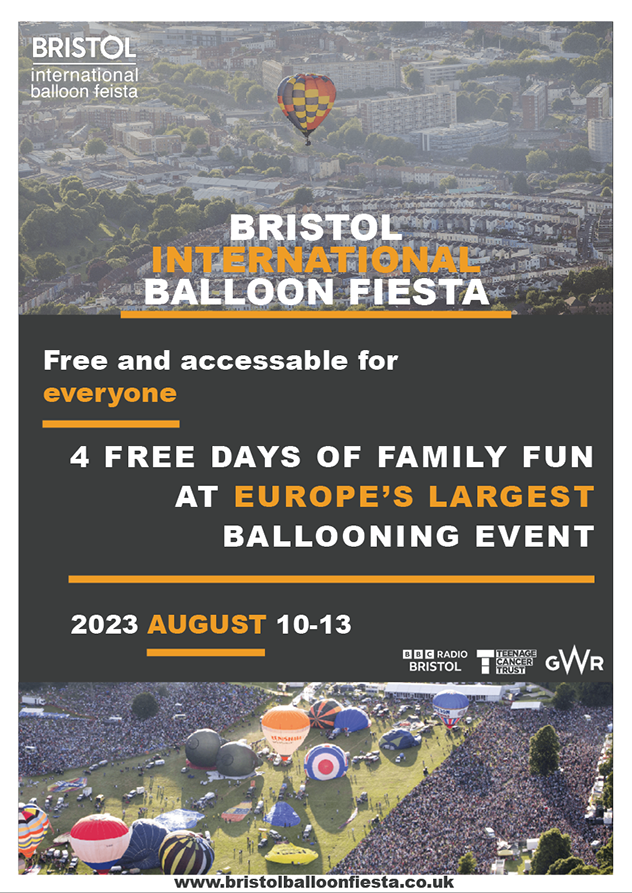 BRISTOL
international
balloon feista
BRISTOL
INTERNATIONAL
BALLOON FIESTA
Free and accessable for
everyone
4 FREE DAYS OF FAMILY FUN
AT EUROPE'S LARGEST
BALLOONING EVENT
2023 AUGUST 10-13
BBC RADIO
BRISTOL
TEENAGE
CANCER
TRUST
GWR
www.bristolballoonfiesta.co.uk